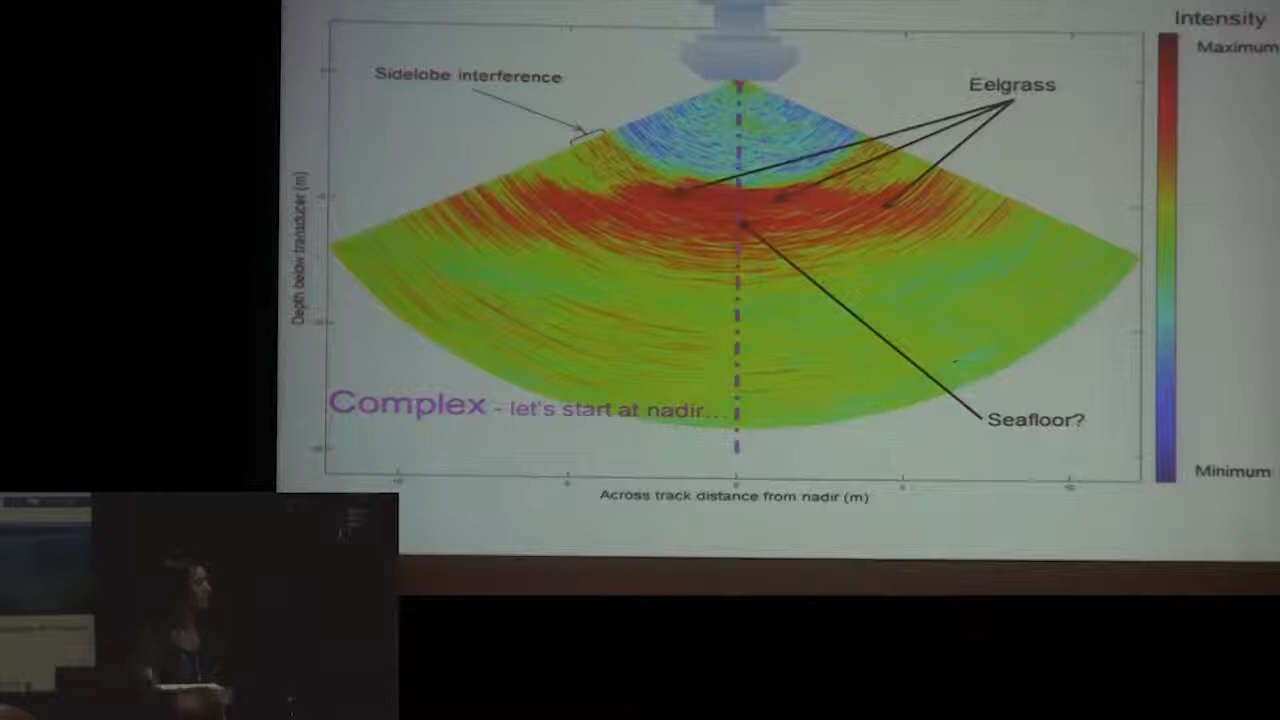 Intensity
Maximum
Sidelobe interference
Eelgrass
Depth below transducer (m)
Complex - let's start at nadir...
Seafloor?
Minimum
Across track distance from nadir (m)